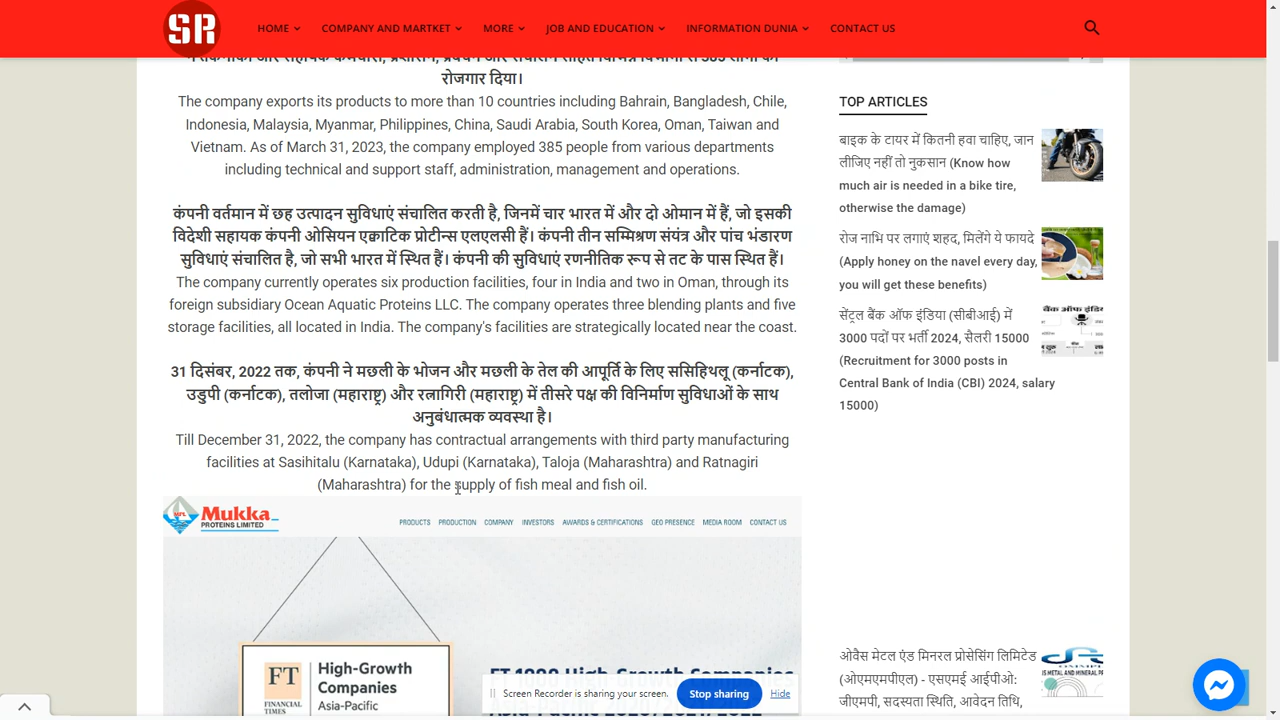 SR
HOME
COMPANY AND MARTKET
MORE
JOB AND EDUCATION
INFORMATION DUNIA
CONTACT US
रोजगार दिया।
The company exports its products to more than 10 countries including Bahrain, Bangladesh, Chile,
Indonesia, Malaysia, Myanmar, Philippines, China, Saudi Arabia, South Korea, Oman, Taiwan and
Vietnam. As of March 31, 2023, the company employed 385 people from various departments
including technical and support staff, administration, management and operations.
कंपनी वर्तमान में छह उत्पादन सुविधाएं संचालित करती है, जिनमें चार भारत में और दो ओमान में हैं, जो इसकी
विदेशी सहायक कंपनी ओसियन एक्वाटिक प्रोटीन्स एलएलसी हैं। कंपनी तीन सम्मिश्रण संयंत्र और पांच भंडारण
सुविधाएं संचालित है, जो सभी भारत में स्थित हैं। कंपनी की सुविधाएं रणनीतिक रूप से तट के पास स्थित हैं।
The company currently operates six production facilities, four in India and two in Oman, through its
foreign subsidiary Ocean Aquatic Proteins LLC. The company operates three blending plants and five
storage facilities, all located in India. The company's facilities are strategically located near the coast.
31 दिसंबर, 2022 तक, कंपनी ने मछली के भोजन और मछली के तेल की आपूर्ति के लिए ससिहिथलू (कर्नाटक),
उडुपी (कर्नाटक), तलोजा (महाराष्ट्र) और रत्नागिरी (महाराष्ट्र) में तीसरे पक्ष की विनिर्माण सुविधाओं के साथ
अनुबंधात्मक व्यवस्था है।
Till December 31, 2022, the company has contractual arrangements with third party manufacturing
facilities at Sasihitalu (Karnataka), Udupi (Karnataka), Taloja (Maharashtra) and Ratnagiri
(Maharashtra) for the supply of fish meal and fish oil.
Mukka
PROTEINS LIMITED
PRODUCTS PRODUCTION COMPANY INVESTORS AWARDS & CERTIFICATIONS GEO PRESENCE MEDIA ROOM CONTACT US
FT
FINANCIAL
TIMES
High-Growth
Companies
Asia-Pacific
FT 1000 High-Growth Companies
Screen Recorder is sharing your screen.
Stop sharing
Hide
TOP ARTICLES
बाइक के टायर में कितनी हवा चाहिए, जान
लीजिए नहीं तो नुकसान (Know how
much air is needed in a bike tire,
otherwise the damage)
रोज नाभि पर लगाएं शहद, मिलेंगे ये फायदे
(Apply honey on the navel every day,
you will get these benefits)
सेंट्रल बैंक ऑफ इंडिया (सीबीआई) में
3000 पदों पर भर्ती 2024, सैलरी 15000
(Recruitment for 3000 posts in
Central Bank of India (CBI) 2024, salary
15000)
ओवैस मेटल एंड मिनरल प्रोसेसिंग लिमिटेड
(ओएमएमपीएल) - एसएमई आईपीओ:
जीएमपी, सदस्यता स्थिति, आवेदन तिथि,